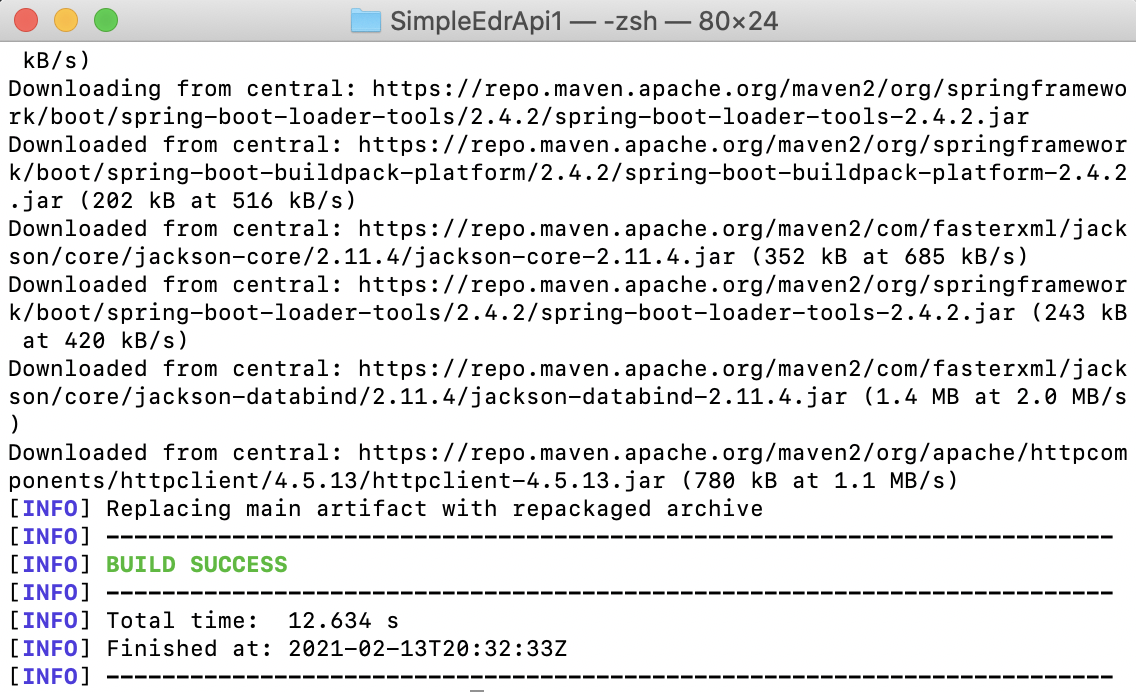 SimpleEdrApi1 — -zsh — 80×24
kB/s)
Downloading from central: https://repo.maven.apache.org/maven2/org/springframewo
rk/boot/spring-boot-loader-tools/2.4.2/spring-boot-loader-tools-2.4.2.jar
Downloaded from central: https://repo.maven.apache.org/maven2/org/springframewor
k/boot/spring-boot-buildpack-platform/2.4.2/spring-boot-buildpack-platform-2.4.2
.jar (202 kB at 516 kB/s)
Downloaded from central: https://repo.maven.apache.org/maven2/com/fasterxml/jack
son/core/jackson-core/2.11.4/jackson-core-2.11.4.jar (352 kB at 685 kB/s)
Downloaded from central: https://repo.maven.apache.org/maven2/org/springframewor
k/boot/spring-boot-loader-tools/2.4.2/spring-boot-loader-tools-2.4.2.jar (243 kB
at 420 kB/s)
Downloaded from central: https://repo.maven.apache.org/maven2/com/fasterxml/jack
son/core/jackson-databind/2.11.4/jackson-databind-2.11.4.jar (1.4 MB at 2.0 MB/s
)
Downloaded from central: https://repo.maven.apache.org/maven2/org/apache/httpcom
ponents/httpclient/4.5.13/httpclient-4.5.13.jar (780 kB at 1.1 MB/s)
[INFO] Replacing main artifact with repackaged archive
[INFO] ------------------------------------------------------------------------
[INFO] BUILD SUCCESS
[INFO] ------------------------------------------------------------------------
[INFO] Total time:  12.634 s
[INFO] Finished at: 2021-02-13T20:32:33Z
[INFO] ------------------------------------------------------------------------